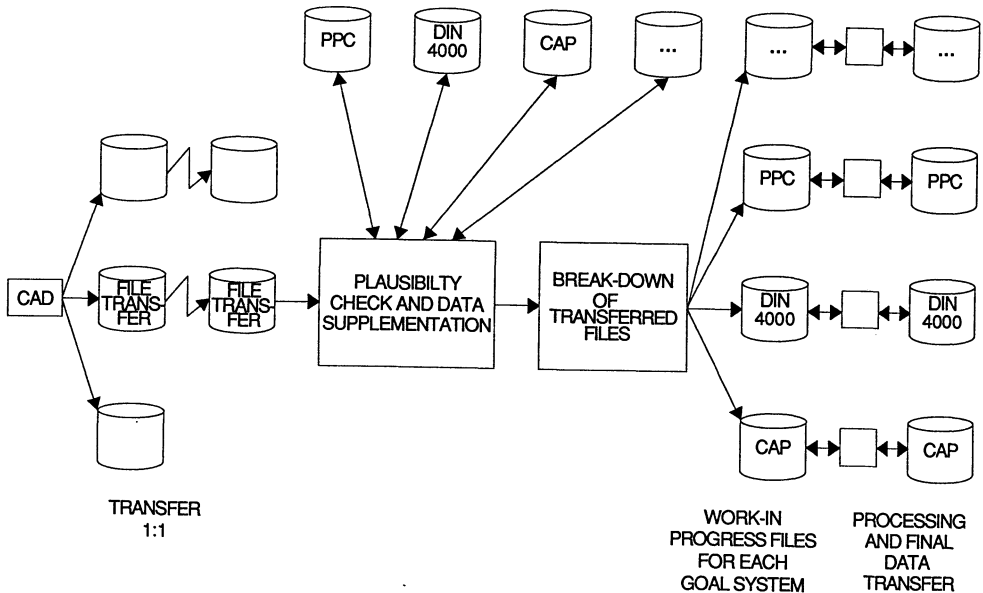 PPC
DIN
4000
CAP
...
...
...
PPC
PPC
CAD
FILE
TRANS-
FER
FILE
TRANS-
FER
PLAUSIBILTY
CHECK AND DATA
SUPPLEMENTATION
BREAK-DOWN
OF
TRANSFERRED
FILES
DIN
4000
DIN
4000
CAP
CAP
TRANSFER
1:1
WORK-IN
PROGRESS FILES
FOR EACH
GOAL SYSTEM
PROCESSING
AND FINAL
DATA
TRANSFER